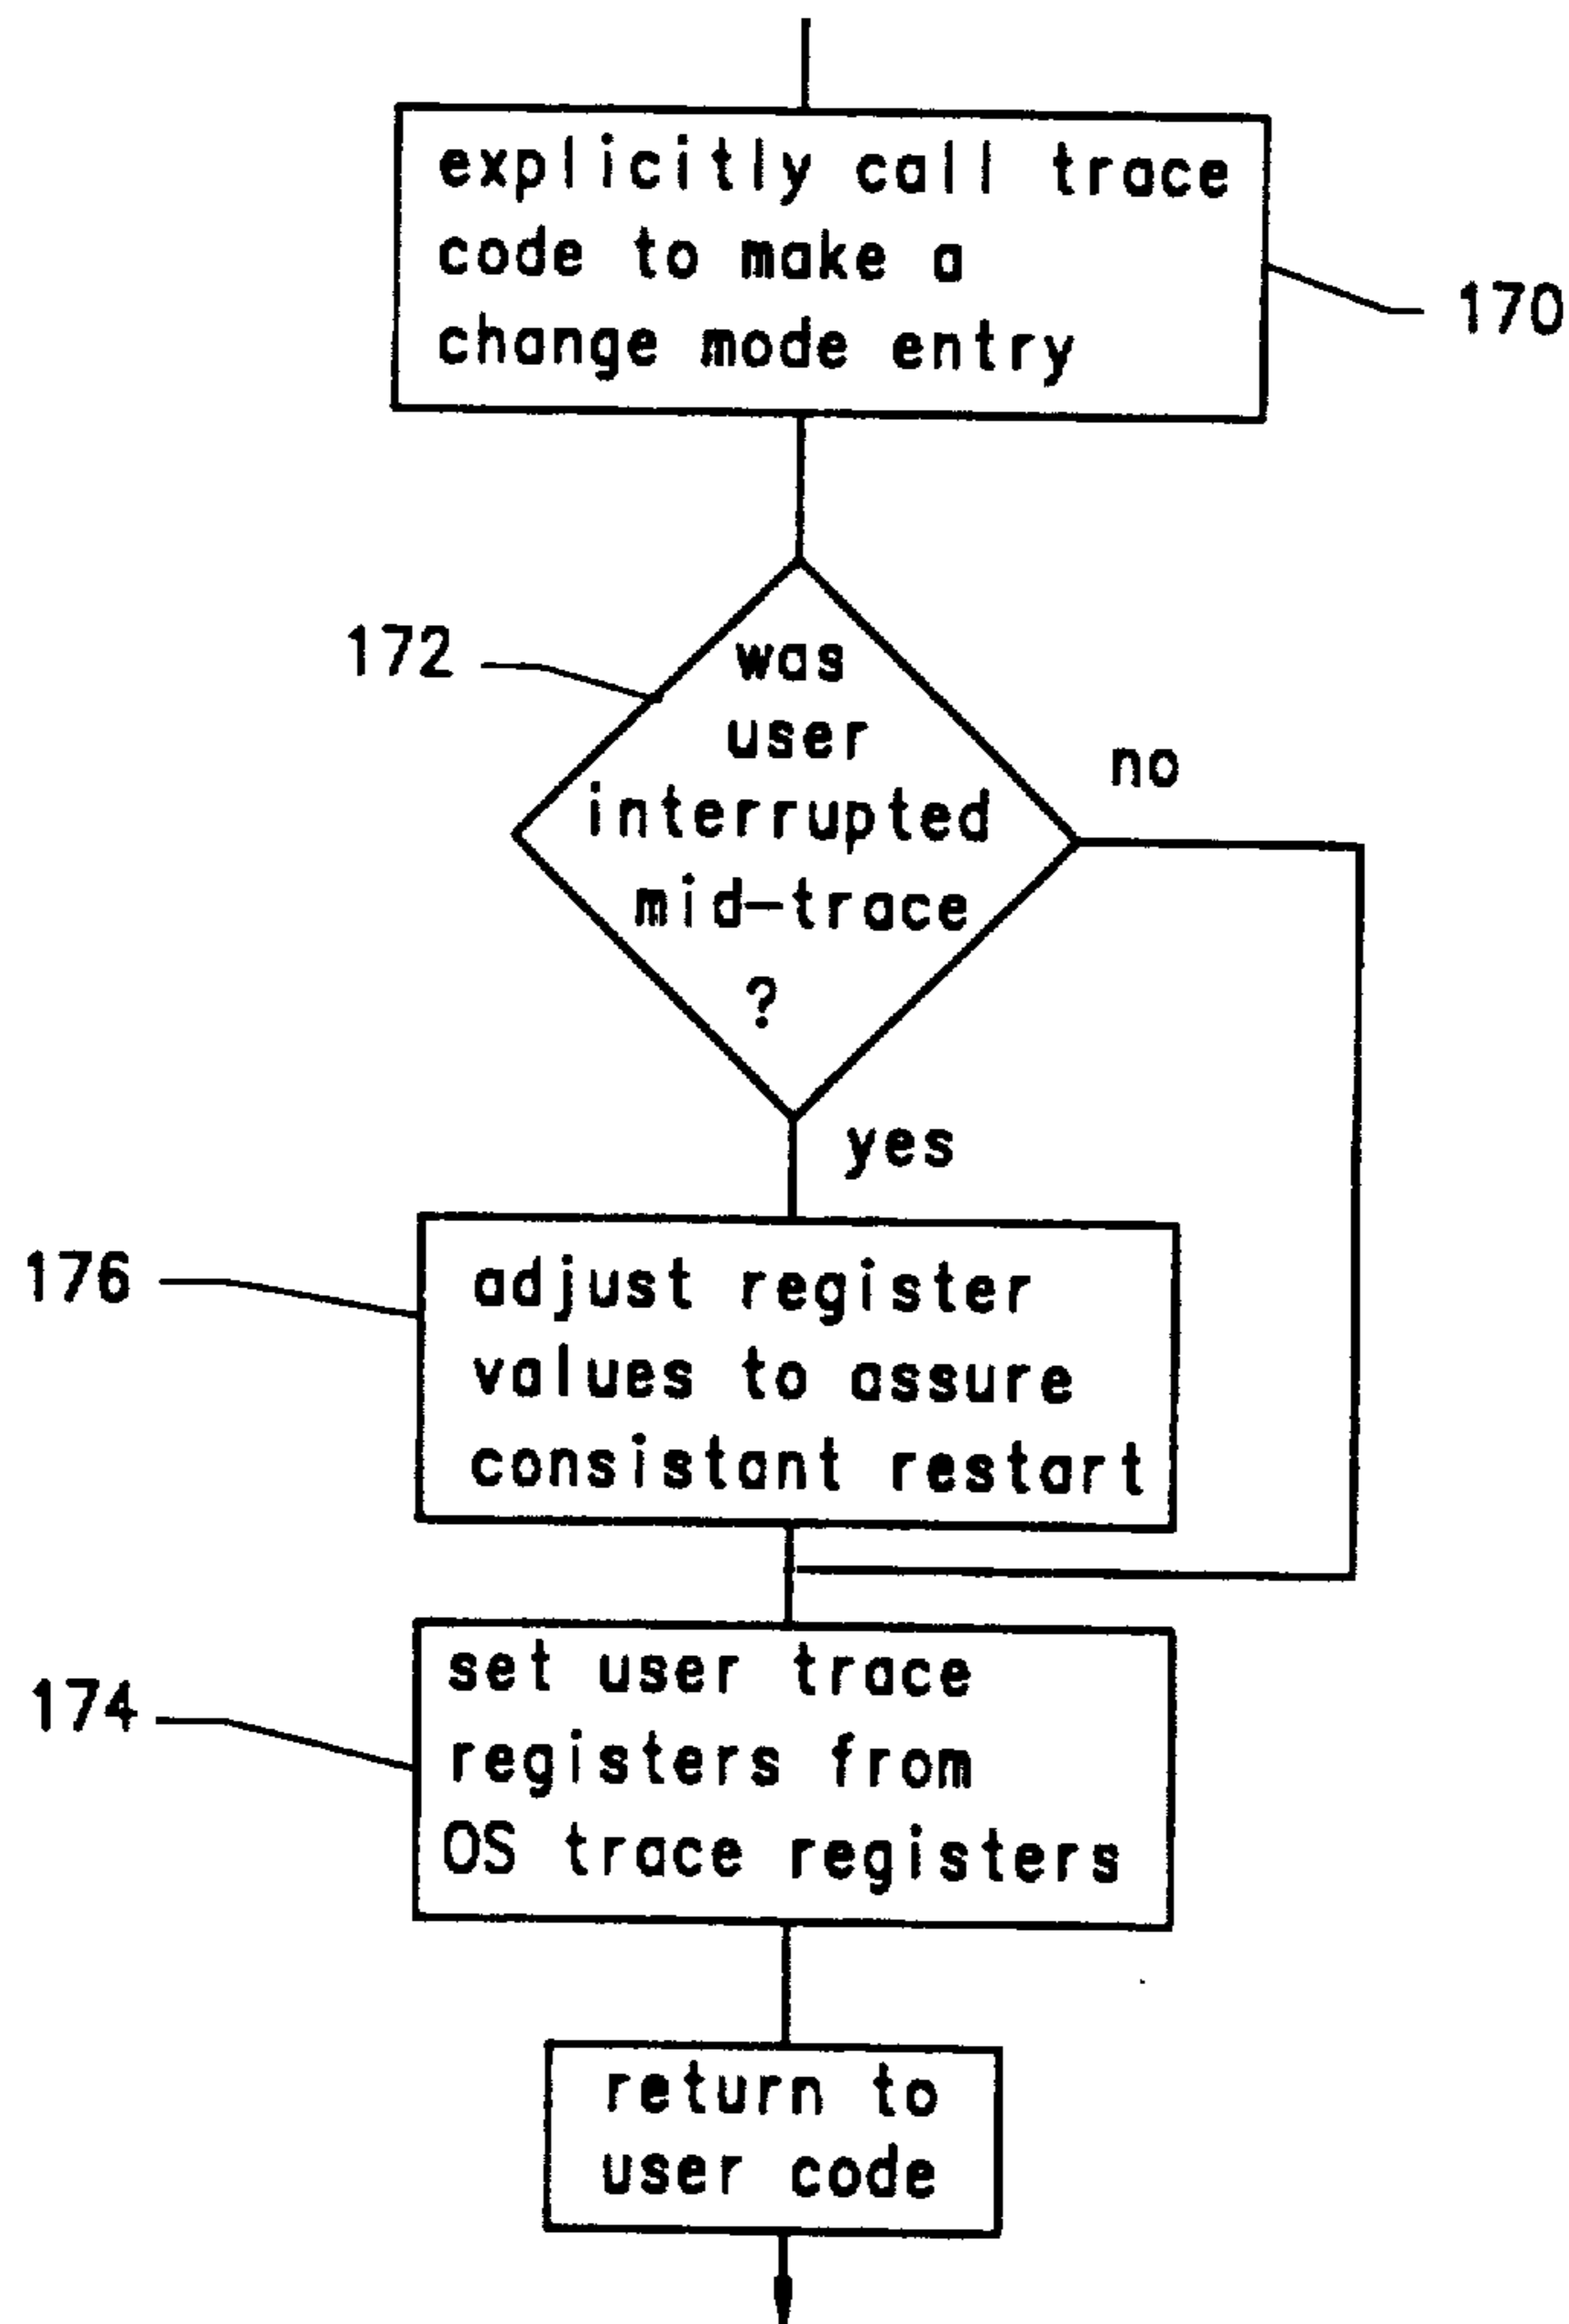 explicitly call trace
code to make a
change mode entry
170
172
was
user
interrupted
mid-trace
?
no
yes
176
adjust register
values to assure
consistant restart
174
set user trace
registers from
OS trace registers
return to
user code